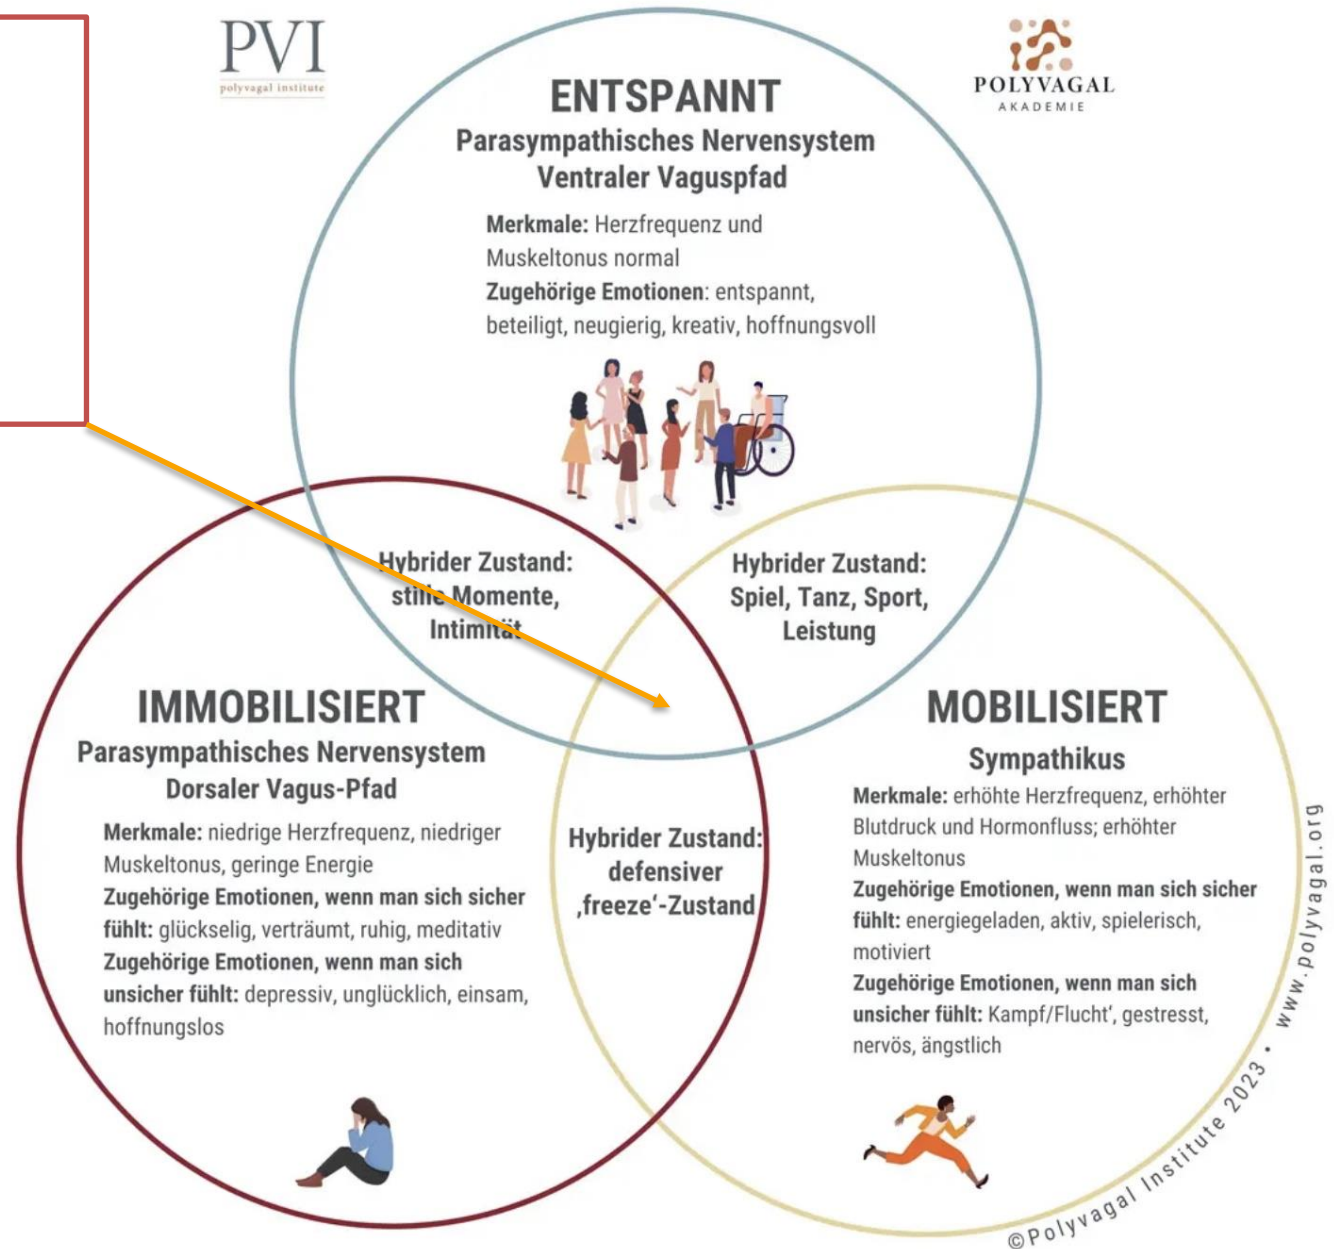 PVI
polyvagal institute
POLYVAGAL
AKADEMIE
ENTSPANNT
Parasympathisches Nervensystem
Ventraler Vaguspfad
Merkmale: Herzfrequenz und
Muskeltonus normal
Zugehörige Emotionen: entspannt,
beteiligt, neugierig, kreativ, hoffnungsvoll
Hybrider Zustand:
stille Momente,
Intimität
Hybrider Zustand:
Spiel, Tanz, Sport,
Leistung
IMMOBILISIERT
Parasympathisches Nervensystem
Dorsaler Vagus-Pfad
Merkmale: niedrige Herzfrequenz, niedriger
Muskeltonus, geringe Energie
Zugehörige Emotionen, wenn man sich sicher
fühlt: glückselig, verträumt, ruhig, meditativ
Zugehörige Emotionen, wenn man sich
unsicher fühlt: depressiv, unglücklich, einsam,
hoffnungslos
Hybrider Zustand:
defensiver
‚freeze‘-Zustand
MOBILISIERT
Sympathikus
Merkmale: erhöhte Herzfrequenz, erhöhter
Blutdruck und Hormonfluss; erhöhter
Muskeltonus
Zugehörige Emotionen, wenn man sich sicher
fühlt: energiegeladen, aktiv, spielerisch,
motiviert
Zugehörige Emotionen, wenn man sich
unsicher fühlt: Kampf/Flucht‘, gestresst,
nervös, ängstlich
©Polyvagal Institute 2023 • www.polyvagal.org